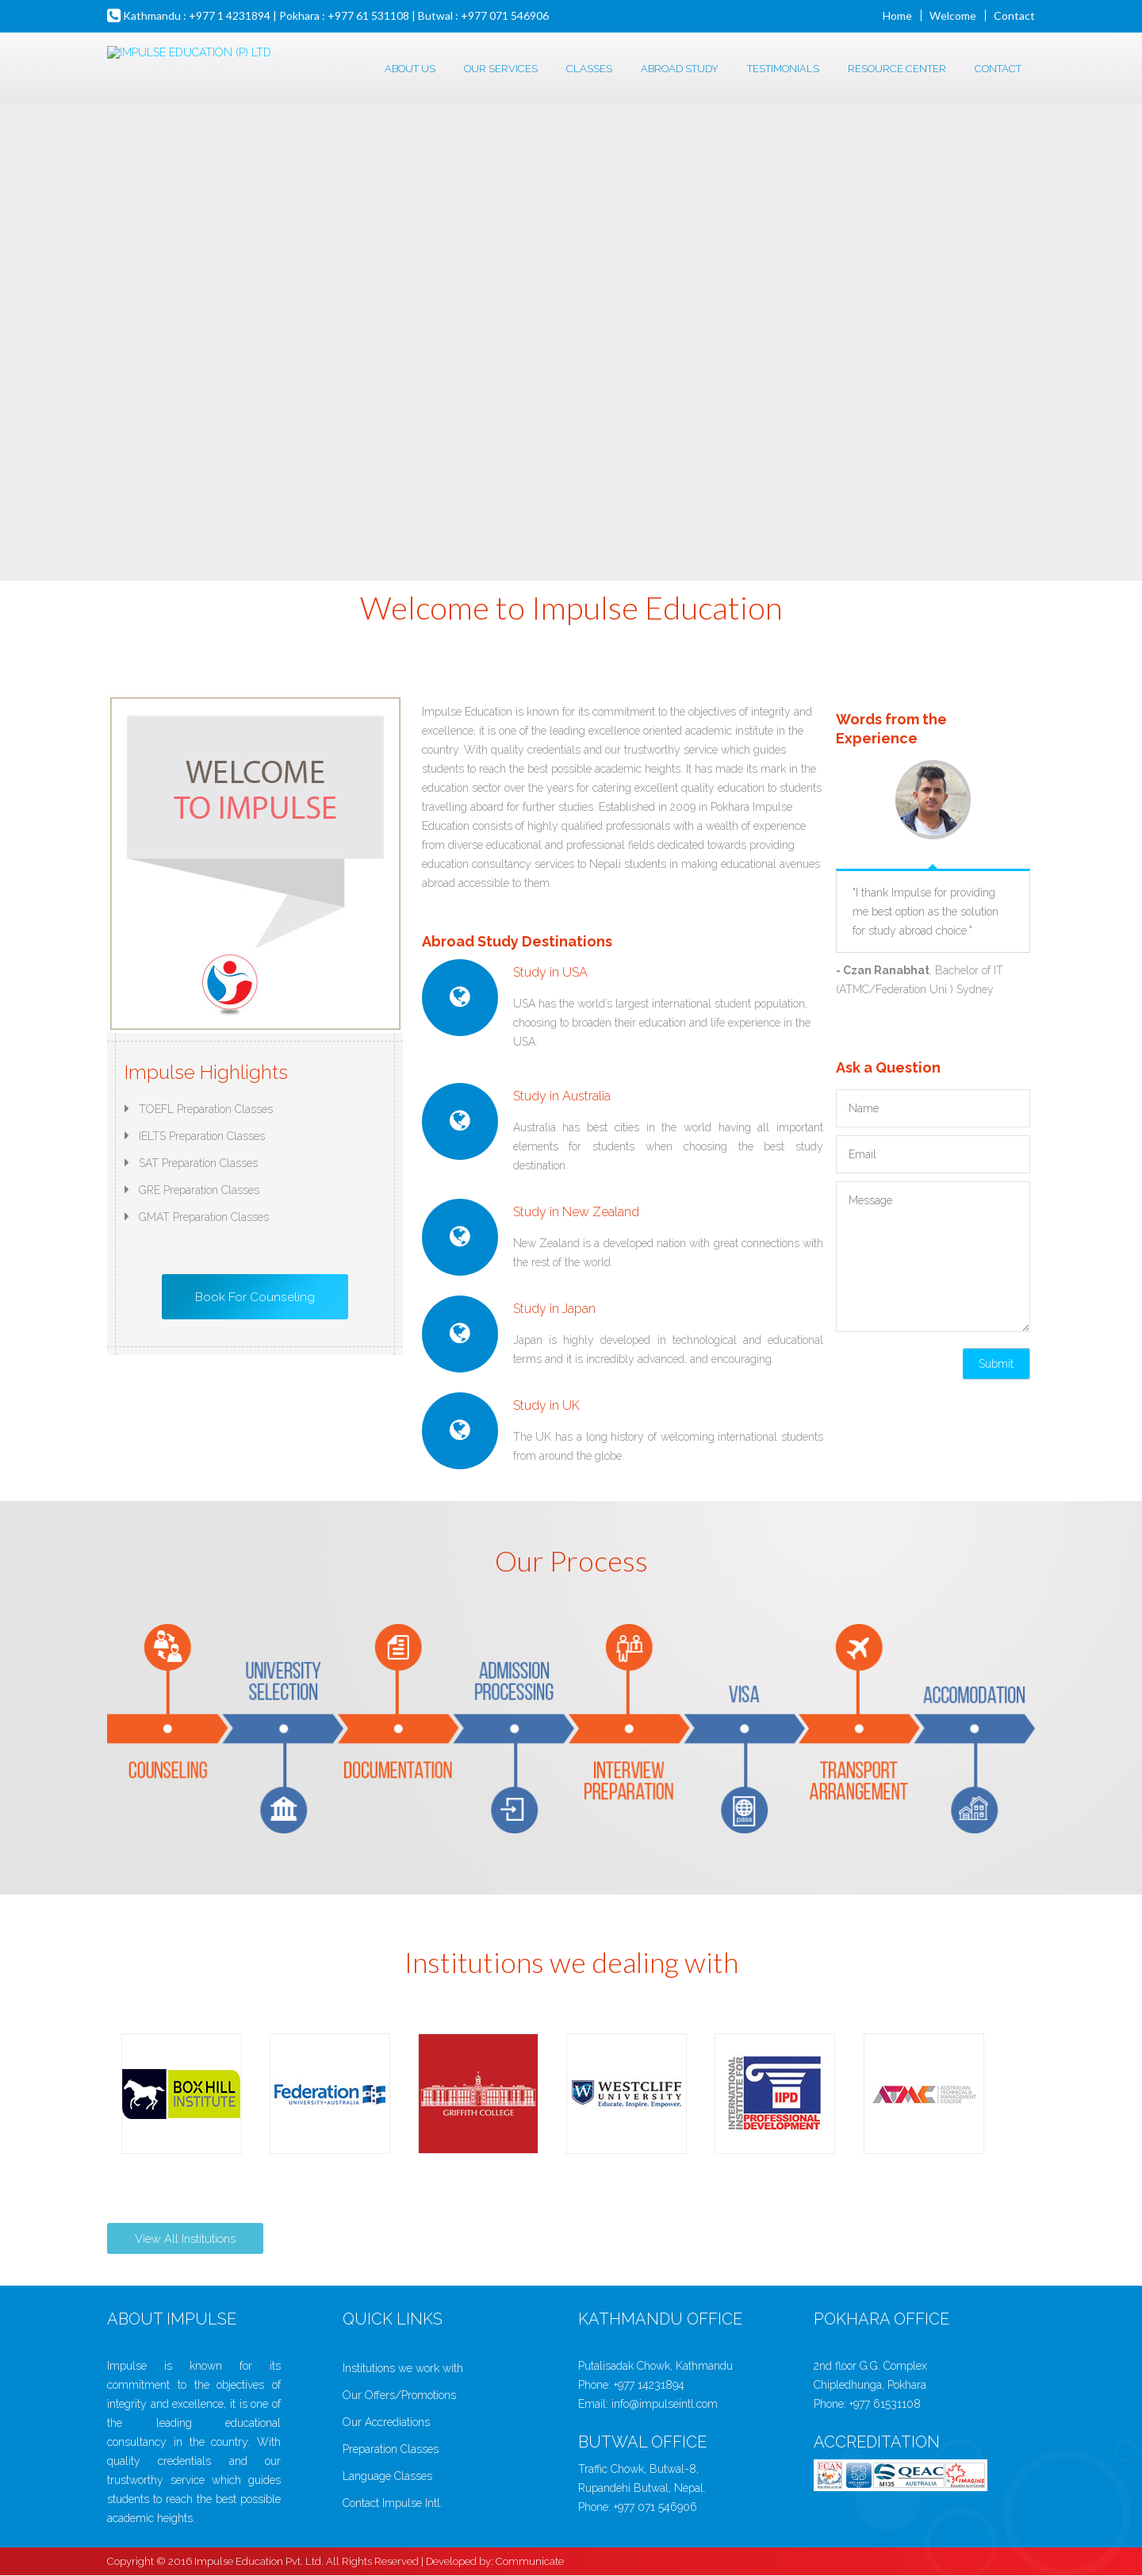 Kathmandu : +977 1 4231894 | Pokhara : +977 61 531108 | Butwal : +977 071 546906
Home | Welcome | Contact
IMPULSE EDUCATION (P) LTD.
ABOUT US
OUR SERVICES
CLASSES
ABROAD STUDY
TESTIMONIALS
RESOURCE CENTER
CONTACT
Welcome to Impulse Education
WELCOME
TO IMPULSE
Impulse Highlights
TOEFL Preparation Classes
IELTS Preparation Classes
SAT Preparation Classes
GRE Preparation Classes
GMAT Preparation Classes
Book For Counseling
Impulse Education is known for its commitment to the objectives of integrity and
excellence, it is one of the leading excellence oriented academic institute in the
country. With quality credentials and our trustworthy service which guides
students to reach the best possible academic heights. It has made its mark in the
education sector over the years for catering excellent quality education to students
travelling aboard for further studies. Established in 2009 in Pokhara Impulse
Education consists of highly qualified professionals with a wealth of experience
from diverse educational and professional fields dedicated towards providing
education consultancy services to Nepali students in making educational avenues
abroad accessible to them.
Abroad Study Destinations
Study in USA
USA has the world's largest international student population,
choosing to broaden their education and life experience in the
USA.
Study in Australia
Australia has best cities in the world having all important
elements for students when choosing the best study
destination.
Study in New Zealand
New Zealand is a developed nation with great connections with
the rest of the world.
Study in Japan
Japan is highly developed in technological and educational
terms and it is incredibly advanced, and encouraging.
Study in UK
The UK has a long history of welcoming international students
from around the globe.
Words from the
Experience
"I thank Impulse for providing
me best option as the solution
for study abroad choice."
- Czan Ranabhat, Bachelor of IT
(ATMC/Federation Uni ) Sydney
Ask a Question
Name
Email
Message
Submit
Our Process
COUNSELING
UNIVERSITY
SELECTION
DOCUMENTATION
ADMISSION
PROCESSING
INTERVIEW
PREPARATION
VISA
pass
TRANSPORT
ARRANGEMENT
ACCOMODATION
Institutions we dealing with
BOX HILL
INSTITUTE
Federation
UNIVERSITY•AUSTRALIA
GRIFFITH COLLEGE
WESTCLIFF
UNIVERSITY
Educate. Inspire. Empower.
INTERNATIONAL
INSTITUTE FOR
IIPD
PROFESSIONAL
DEVELOPMENT
ATMC
AUSTRALIAN
TECHNICAL &
MANAGEMENT
COLLEGE
View All Institutions
ABOUT IMPULSE
Impulse is known for its
commitment to the objectives of
integrity and excellence, it is one of
the leading educational
consultancy in the country. With
quality credentials and our
trustworthy service which guides
students to reach the best possible
academic heights.
QUICK LINKS
Institutions we work with
Our Offers/Promotions
Our Accrediations
Preparation Classes
Language Classes
Contact Impulse Intl.
KATHMANDU OFFICE
Putalisadak Chowk, Kathmandu
Phone: +977 14231894
Email: info@impulseintl.com
BUTWAL OFFICE
Traffic Chowk, Butwal-8,
Rupandehi Butwal, Nepal.
Phone: +977 071 546906
POKHARA OFFICE
2nd floor G.G. Complex
Chipledhunga, Pokhara
Phone: +977 61531108
ACCREDITATION
ECAN
QEAC
M135 AUSTRALIA
IMAGINE
Copyright © 2016 Impulse Education Pvt. Ltd. All Rights Reserved | Developed by: Communicate